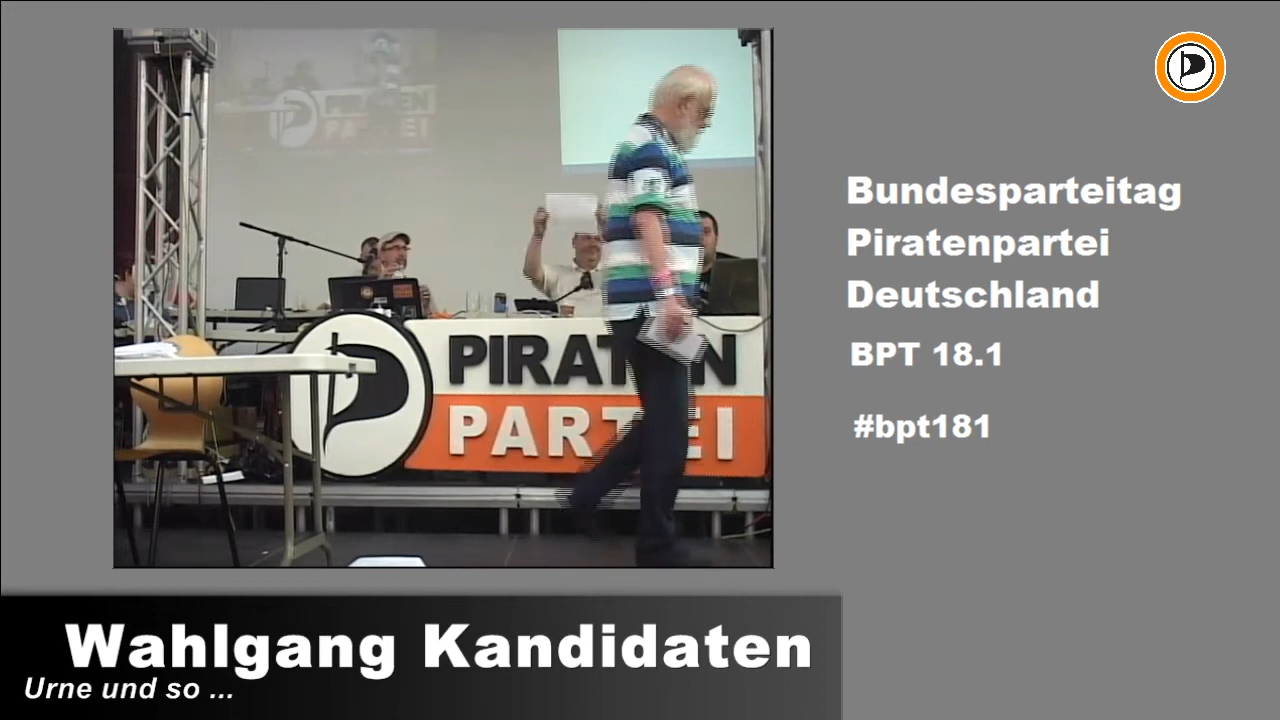 PIRATEN
PARTEI
Bundesparteitag
Piratenpartei
Deutschland
BPT 18.1
#bpt181
Wahlgang Kandidaten
Urne und so ...